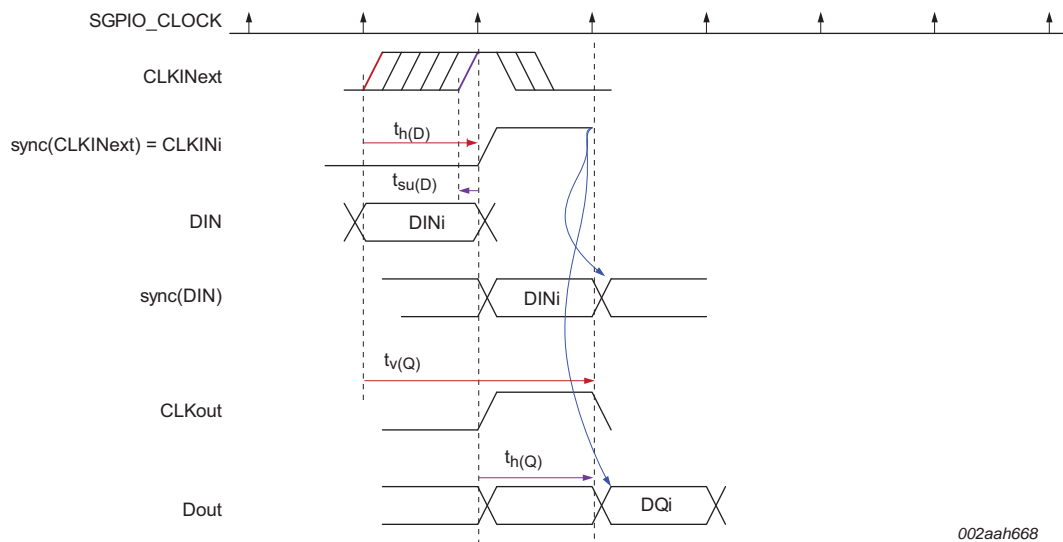 SGPIO_CLOCK
CLKINext
sync(CLKINext) = CLKINi
th(D)
tsu(D)
DIN
DINi
sync(DIN)
DINi
tv(Q)
CLKout
th(Q)
Dout
DQi
002aah668